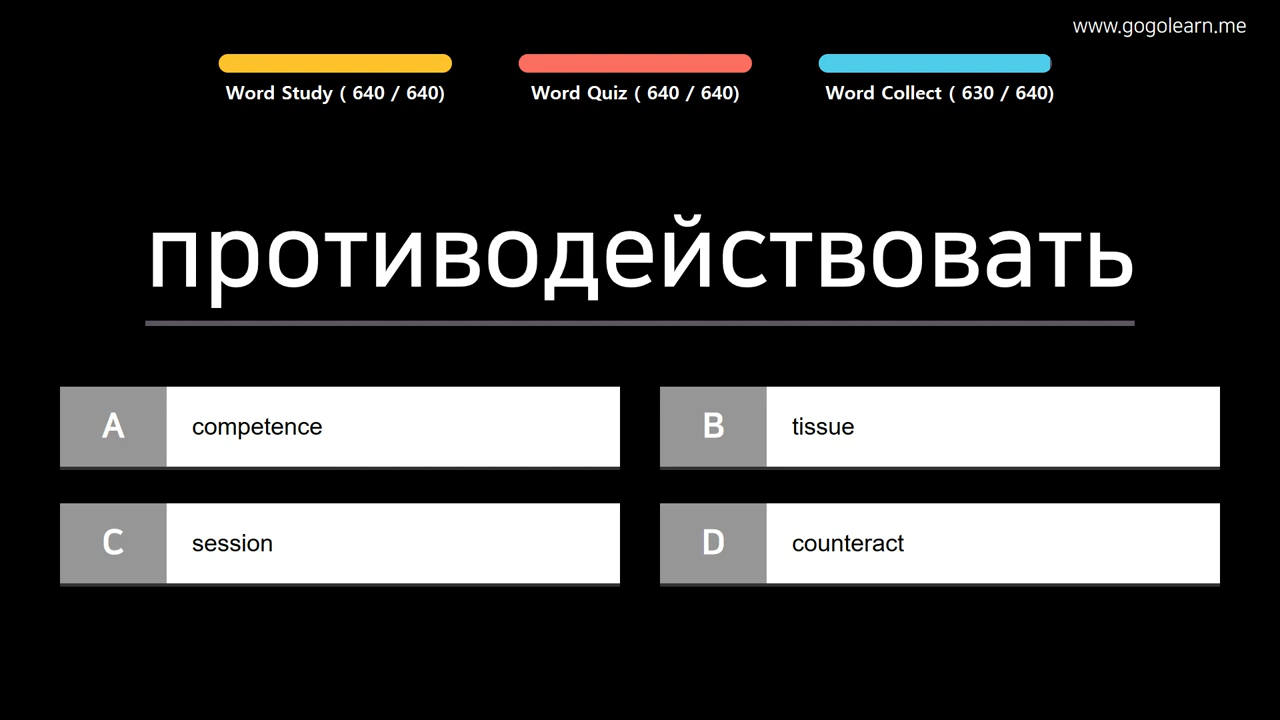 www.gogolearn.me
Word Study ( 640 / 640)
Word Quiz ( 640 / 640)
Word Collect ( 630 / 640)
противодействовать
A competence
B tissue
C session
D counteract